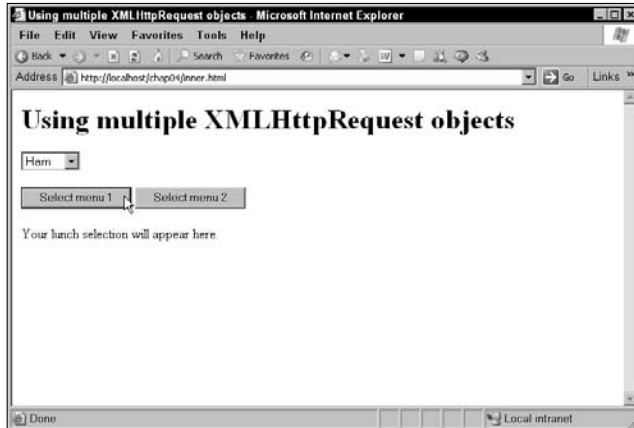 Using multiple XMLHttpRequest objects - Microsoft Internet Explorer
File Edit View Favorites Tools Help
Back Search Favorites
Address http://localhost/chap04/inner.html Go Links »
Using multiple XMLHttpRequest objects
Ham
Select menu 1 Select menu 2
Your lunch selection will appear here.
Done Local intranet